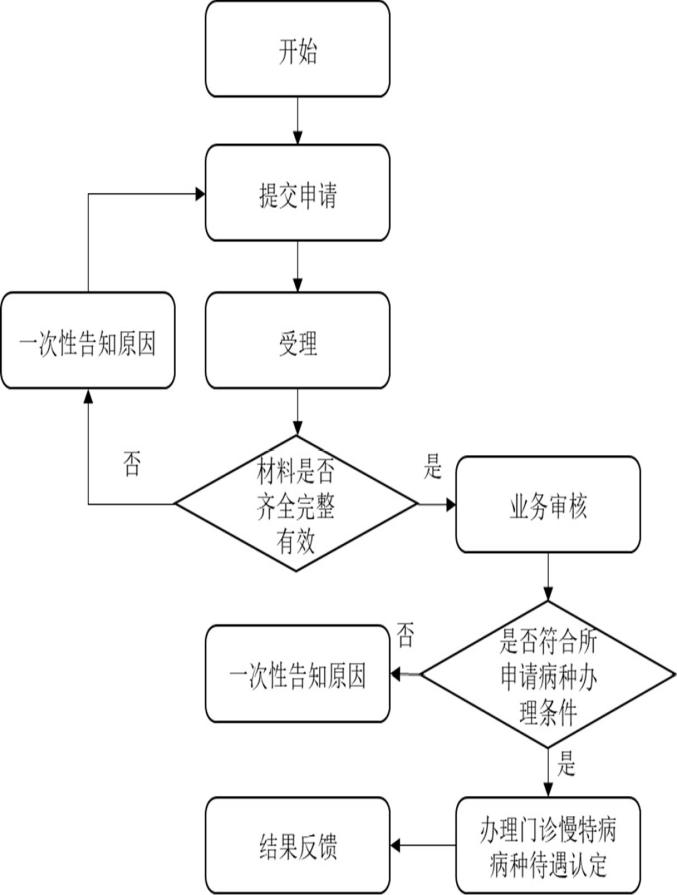 开始
提交申请
一次性告知原因
受理
否
材料是否
齐全完整
有效
是
业务审核
一次性告知原因
否
是否符合所
申请病种办
理条件
是
结果反馈
办理门诊慢特病
病种待遇认定